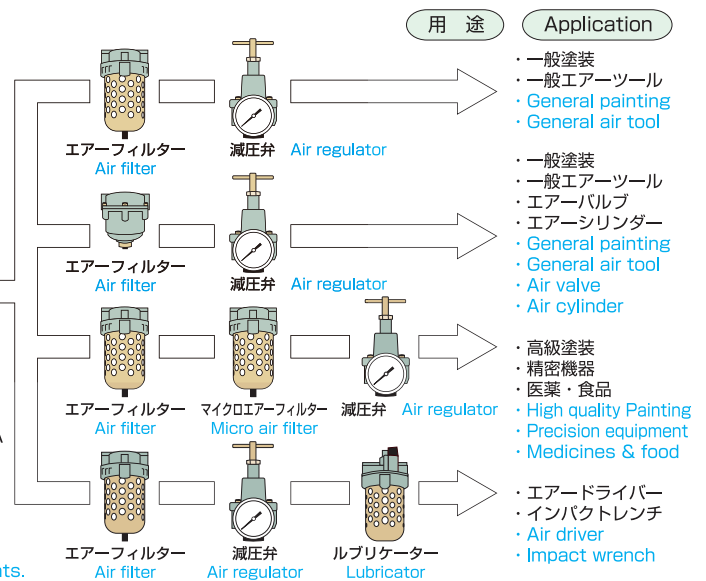 用 途
Application
エアーフィルター
Air filter
減圧弁 Air regulator
・一般塗装
・一般エアーツール
・General painting
・General air tool
エアーフィルター
Air filter
減圧弁 Air regulator
・一般塗装
・一般エアーツール
・エアーバルブ
・エアーシリンダー
・General painting
・General air tool
・Air valve
・Air cylinder
エアーフィルター
Air filter
マイクロエアーフィルター
Micro air filter
減圧弁 Air regulator
・高級塗装
・精密機器
・医薬・食品
・High quality Painting
・Precision equipment
・Medicines & food
エアーフィルター
Air filter
減圧弁
Air regulator
ルブリケーター
Lubricator
・エアードライバー
・インパクトレンチ
・Air driver
・Impact wrench